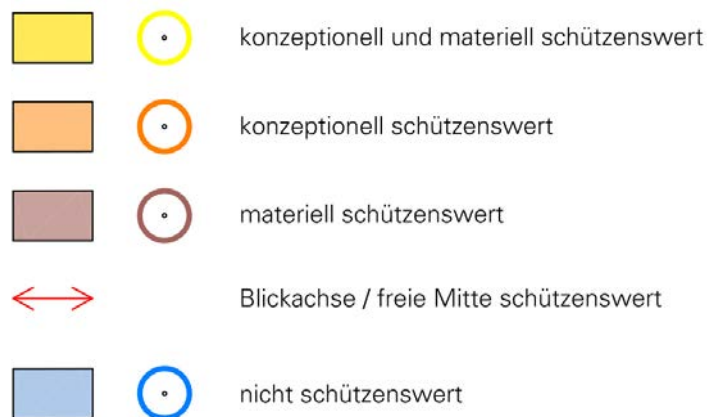 konzeptionell und materiell schützenswert
konzeptionell schützenswert
materiell schützenswert
Blickachse / freie Mitte schützenswert
nicht schützenswert